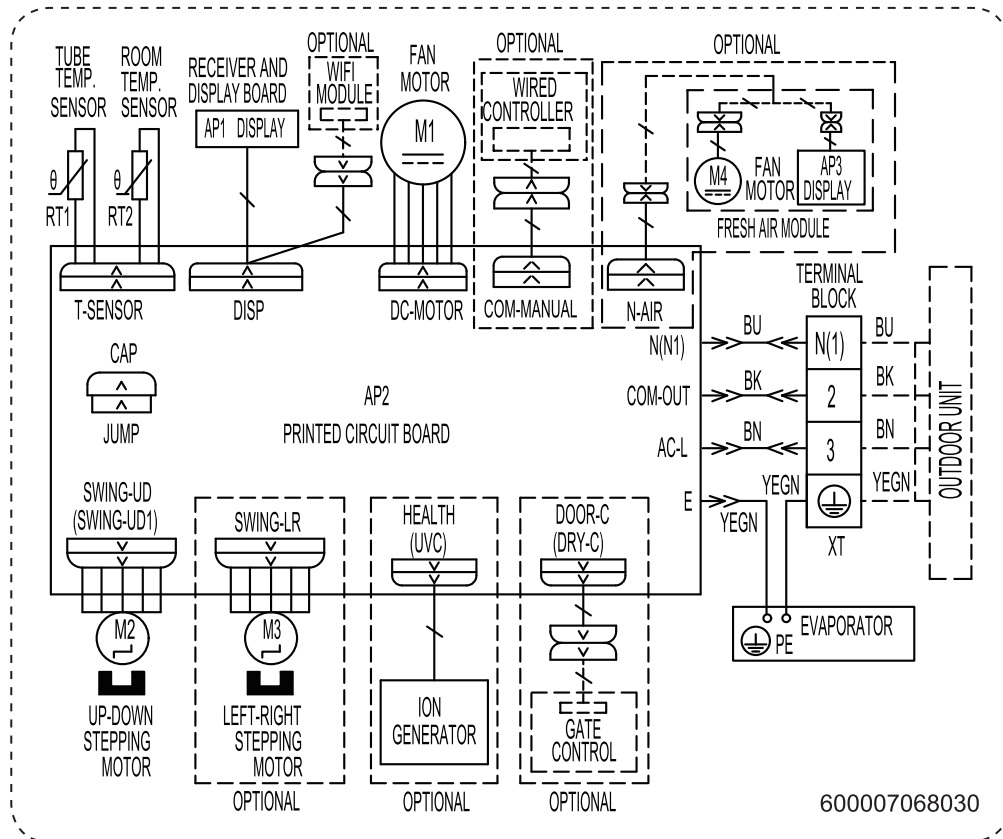 TUBE
TEMP.
SENSOR
ROOM
TEMP.
SENSOR
RECEIVER AND
DISPLAY BOARD
AP1 DISPLAY
OPTIONAL
WIFI
MODULE
FAN
MOTOR
M1
OPTIONAL
WIRED
CONTROLLER
OPTIONAL
M4
FAN
MOTOR
AP3
DISPLAY
FRESH AIR MODULE
θ
RT1
θ
RT2
T-SENSOR
DISP
DC-MOTOR
COM-MANUAL
N-AIR
TERMINAL
BLOCK
N(N1)
BU
N(1)
BU
COM-OUT
BK
2
BK
AC-L
BN
3
BN
E
YEGN
YEGN
YEGN
XT
OUTDOOR UNIT
CAP
JUMP
AP2
PRINTED CIRCUIT BOARD
SWING-UD
(SWING-UD1)
SWING-LR
HEALTH
(UVC)
DOOR-C
(DRY-C)
PE
EVAPORATOR
M2
M3
UP-DOWN
STEPPING
MOTOR
LEFT-RIGHT
STEPPING
MOTOR
ION
GENERATOR
GATE
CONTROL
OPTIONAL
OPTIONAL
OPTIONAL
600007068030